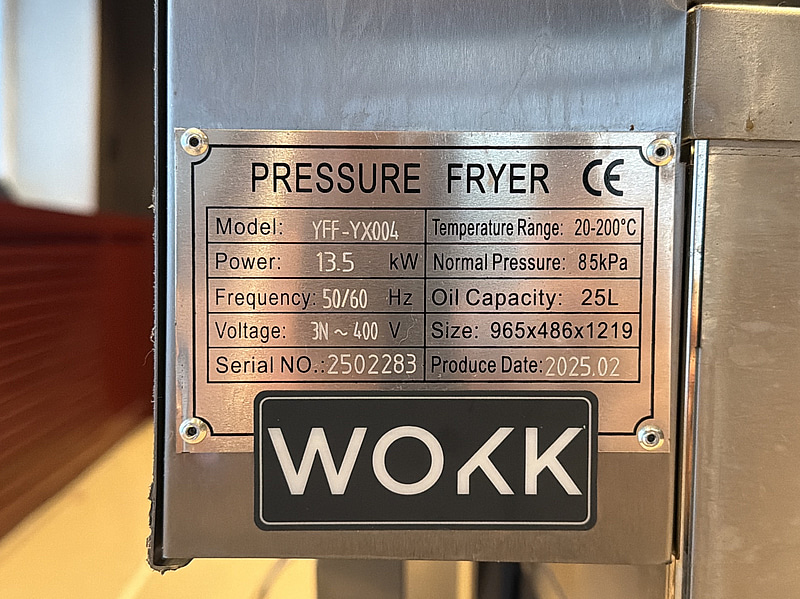 PRESSURE FRYER CE
Model: YFF-YX004 Temperature Range: 20-200°C
Power: 13.5 kW Normal Pressure: 85kPa
Frequency: 50/60 Hz Oil Capacity: 25L
Voltage: 3N ~ 400 V Size: 965x486x1219
Serial NO.: 2502283 Produce Date: 2025.02
WOKK